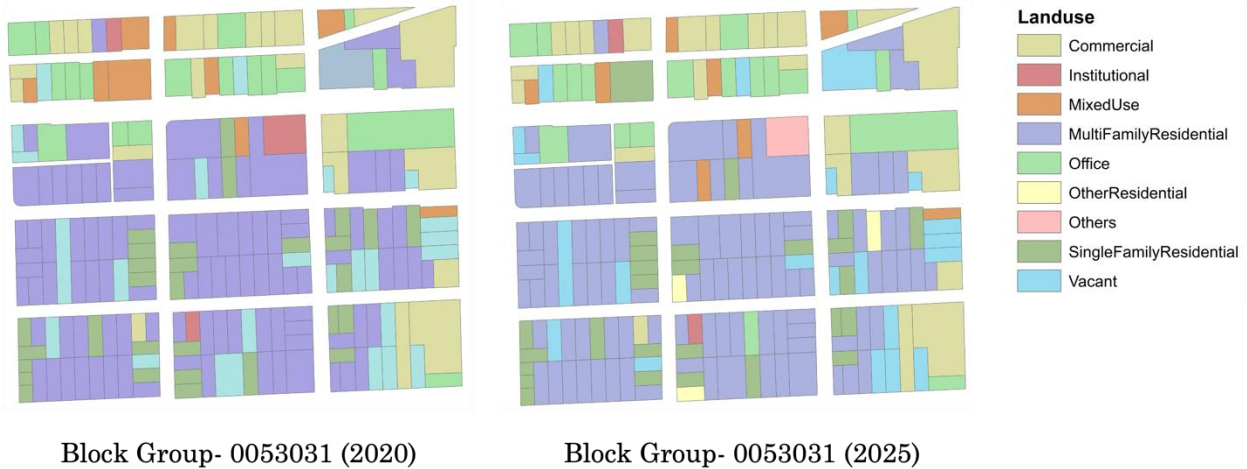 Landuse
Commercial
Institutional
MixedUse
MultiFamilyResidential
Office
OtherResidential
Others
SingleFamilyResidential
Vacant
Block Group- 0053031 (2020)
Block Group- 0053031 (2025)